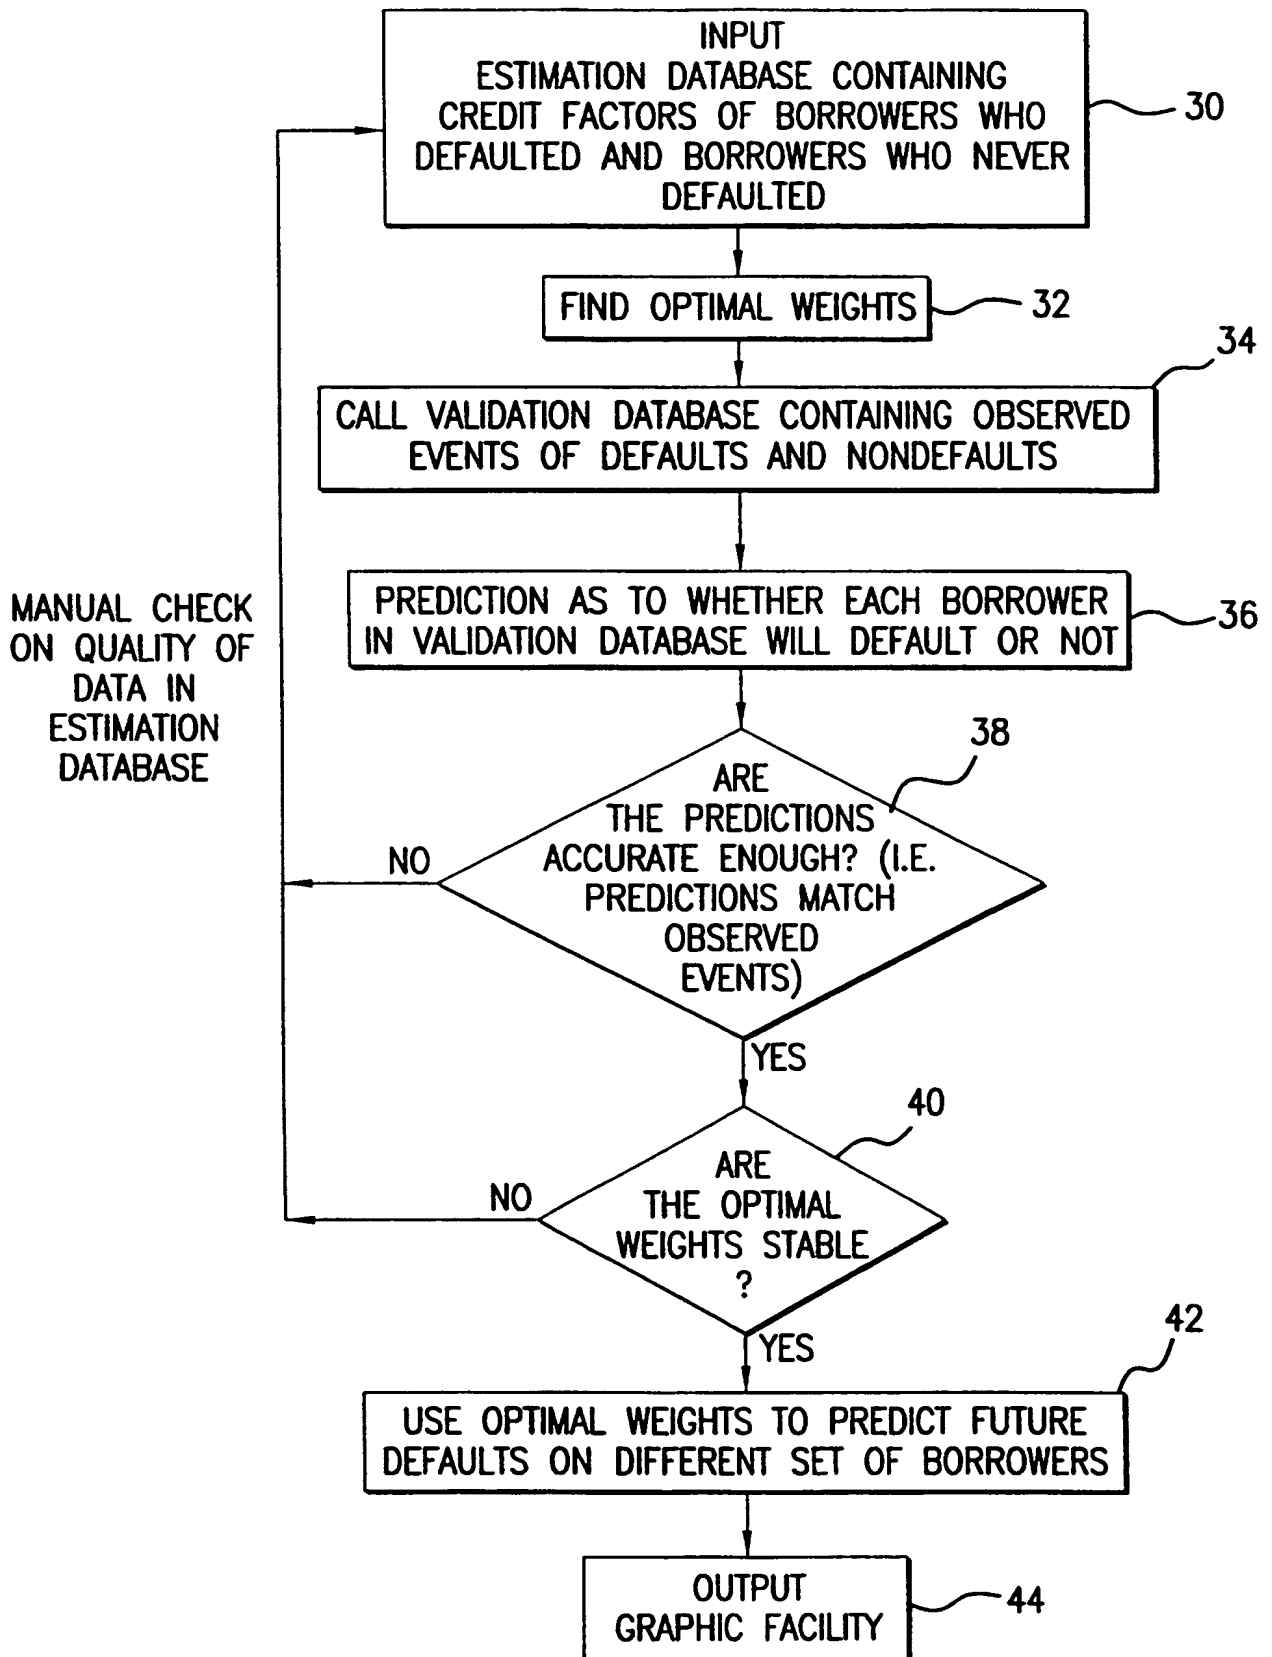 INPUT
ESTIMATION DATABASE CONTAINING
CREDIT FACTORS OF BORROWERS WHO
DEFAULTED AND BORROWERS WHO NEVER
DEFAULTED
30
FIND OPTIMAL WEIGHTS
32
34
CALL VALIDATION DATABASE CONTAINING OBSERVED
EVENTS OF DEFAULTS AND NONDEFAULTS
PREDICTION AS TO WHETHER EACH BORROWER
IN VALIDATION DATABASE WILL DEFAULT OR NOT
36
MANUAL CHECK
ON QUALITY OF
DATA IN
ESTIMATION
DATABASE
38
ARE
THE PREDICTIONS
ACCURATE ENOUGH? (I.E.
PREDICTIONS MATCH
OBSERVED
EVENTS)
NO
YES
40
ARE
THE OPTIMAL
WEIGHTS STABLE
?
NO
YES
42
USE OPTIMAL WEIGHTS TO PREDICT FUTURE
DEFAULTS ON DIFFERENT SET OF BORROWERS
OUTPUT
GRAPHIC FACILITY
44